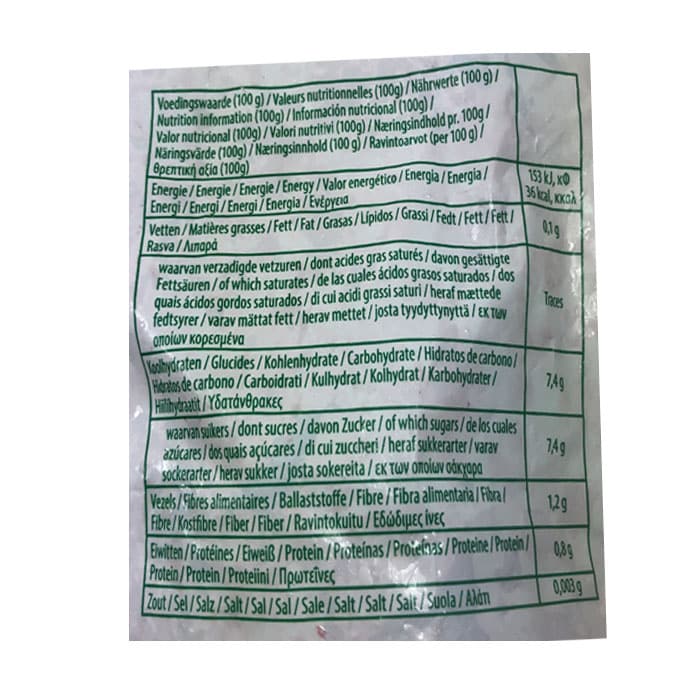 Voedingswaarde (100 g) / Valeurs nutritionnelles (100g) / Nährwerte (100 g) /
Nutrition information (100g) / Información nutricional (100g) /
Valor nutricional (100g) / Valori nutritivi (100g) / Næringsindhold pr. 100g /
Näringsvärde (100g) / Næringsinnhold (100 g) / Ravintoarvot (per 100 g) /
Θρεπτική αξία (100g)
Energie / Energie / Energie / Energy / Valor energético / Energia / Energia /
Energi / Energi / Energi / Energia / Ενέργεια
153 kJ, κΘ
36 kcal, κκαλ
Vetten / Matières grasses / Fett / Fat / Grasas / Lípidos / Grassi / Fedt / Fett / Fett /
Rasva / Λιπαρά
0,1 g
waarvan verzadigde vetzuren / dont acides gras saturés / davon gesättigte
Fettsäuren / of which saturates / de las cuales ácidos grasos saturados / dos
quais ácidos gordos saturados / di cui acidi grassi saturi / heraf mættede
fedtsyrer / varav mättat fett / herav mettet / josta tyydyttynyttä / εκ των
οποίων κορεσμένα
Traces
Koolhydraten / Glucides / Kohlenhydrate / Carbohydrate / Hidratos de carbono /
Hidratos de carbono / Carboidrati / Kulhydrat / Kolhydrat / Karbohydrater /
Hiilihydraatit / Υδατάνθρακες
7,4 g
waarvan suikers / dont sucres / davon Zucker / of which sugars / de los cuales
azúcares / dos quais açúcares / di cui zuccheri / heraf sukkerarter / varav
sockerarter / herav sukker / josta sokereita / εκ των οποίων σάκχαρα
7,4 g
Vezels / Fibres alimentaires / Ballaststoffe / Fibre / Fibra alimentaria / Fibra /
Fibre / Kostfibre / Fiber / Fiber / Ravintokuitu / Εδώδιμες ίνες
1,2 g
Eiwitten / Protéines / Eiweiß / Protein / Proteínas / Proteínas / Proteine / Protein /
Protein / Protein / Proteiini / Πρωτεΐνες
0,8 g
Zout / Sel / Salz / Salt / Sal / Sal / Sale / Salt / Salt / Salt / Suola / Αλάτι
0,003 g